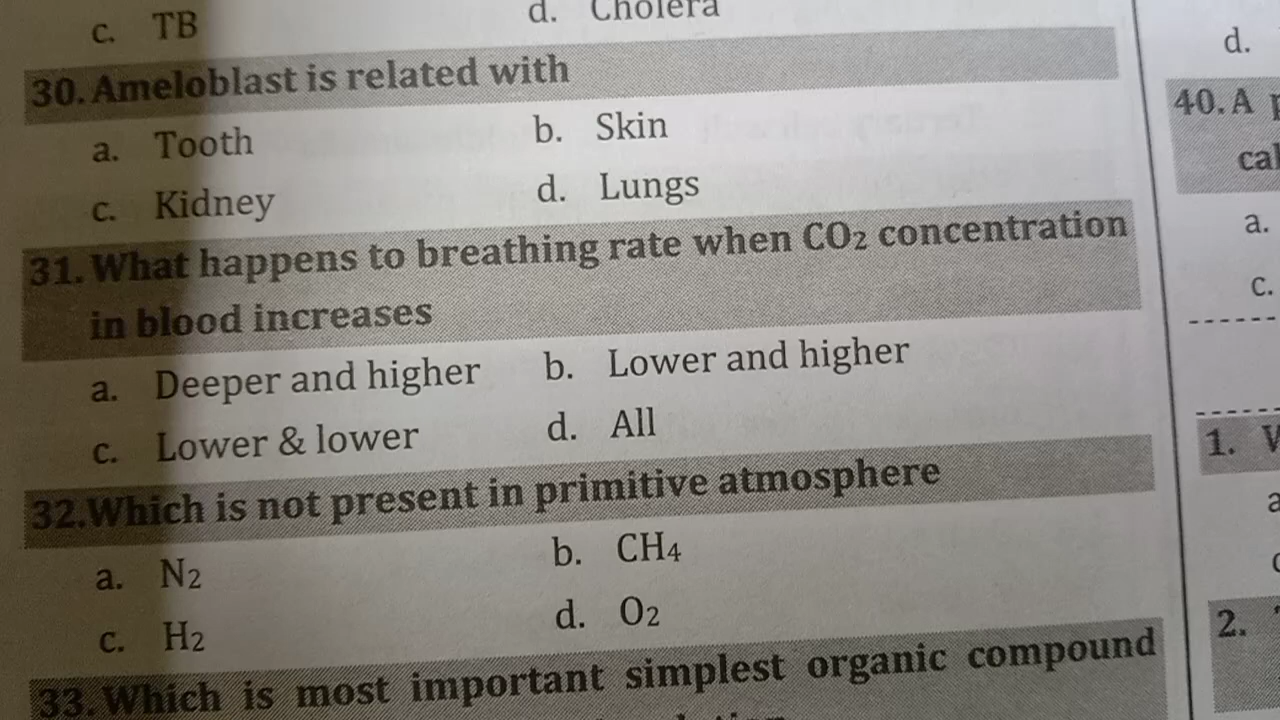 c. TB d. Cholera
30. Ameloblast is related with
a. Tooth b. Skin
c. Kidney d. Lungs
31. What happens to breathing rate when CO2 concentration
in blood increases
a. Deeper and higher b. Lower and higher
c. Lower & lower d. All
32. Which is not present in primitive atmosphere
a. N2 b. CH4
c. H2 d. O2
33. Which is most important simplest organic compound
d.
40. A
a.
c.
1.
2.